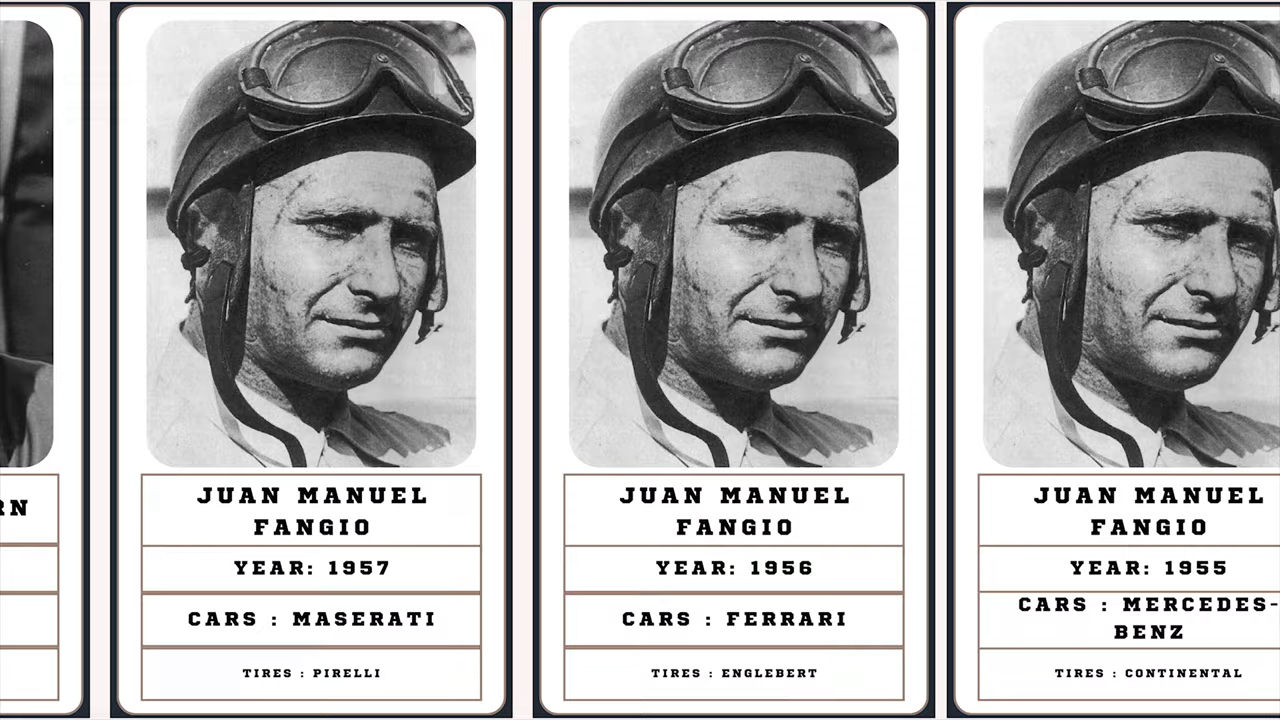 RN
JUAN MANUEL
FANGIO
YEAR: 1957
CARS : MASERATI
TIRES : PIRELLI
JUAN MANUEL
FANGIO
YEAR: 1956
CARS : FERRARI
TIRES : ENGLEBERT
JUAN MANUEL
FANGIO
YEAR: 1955
CARS : MERCEDES-
BENZ
TIRES : CONTINENTAL